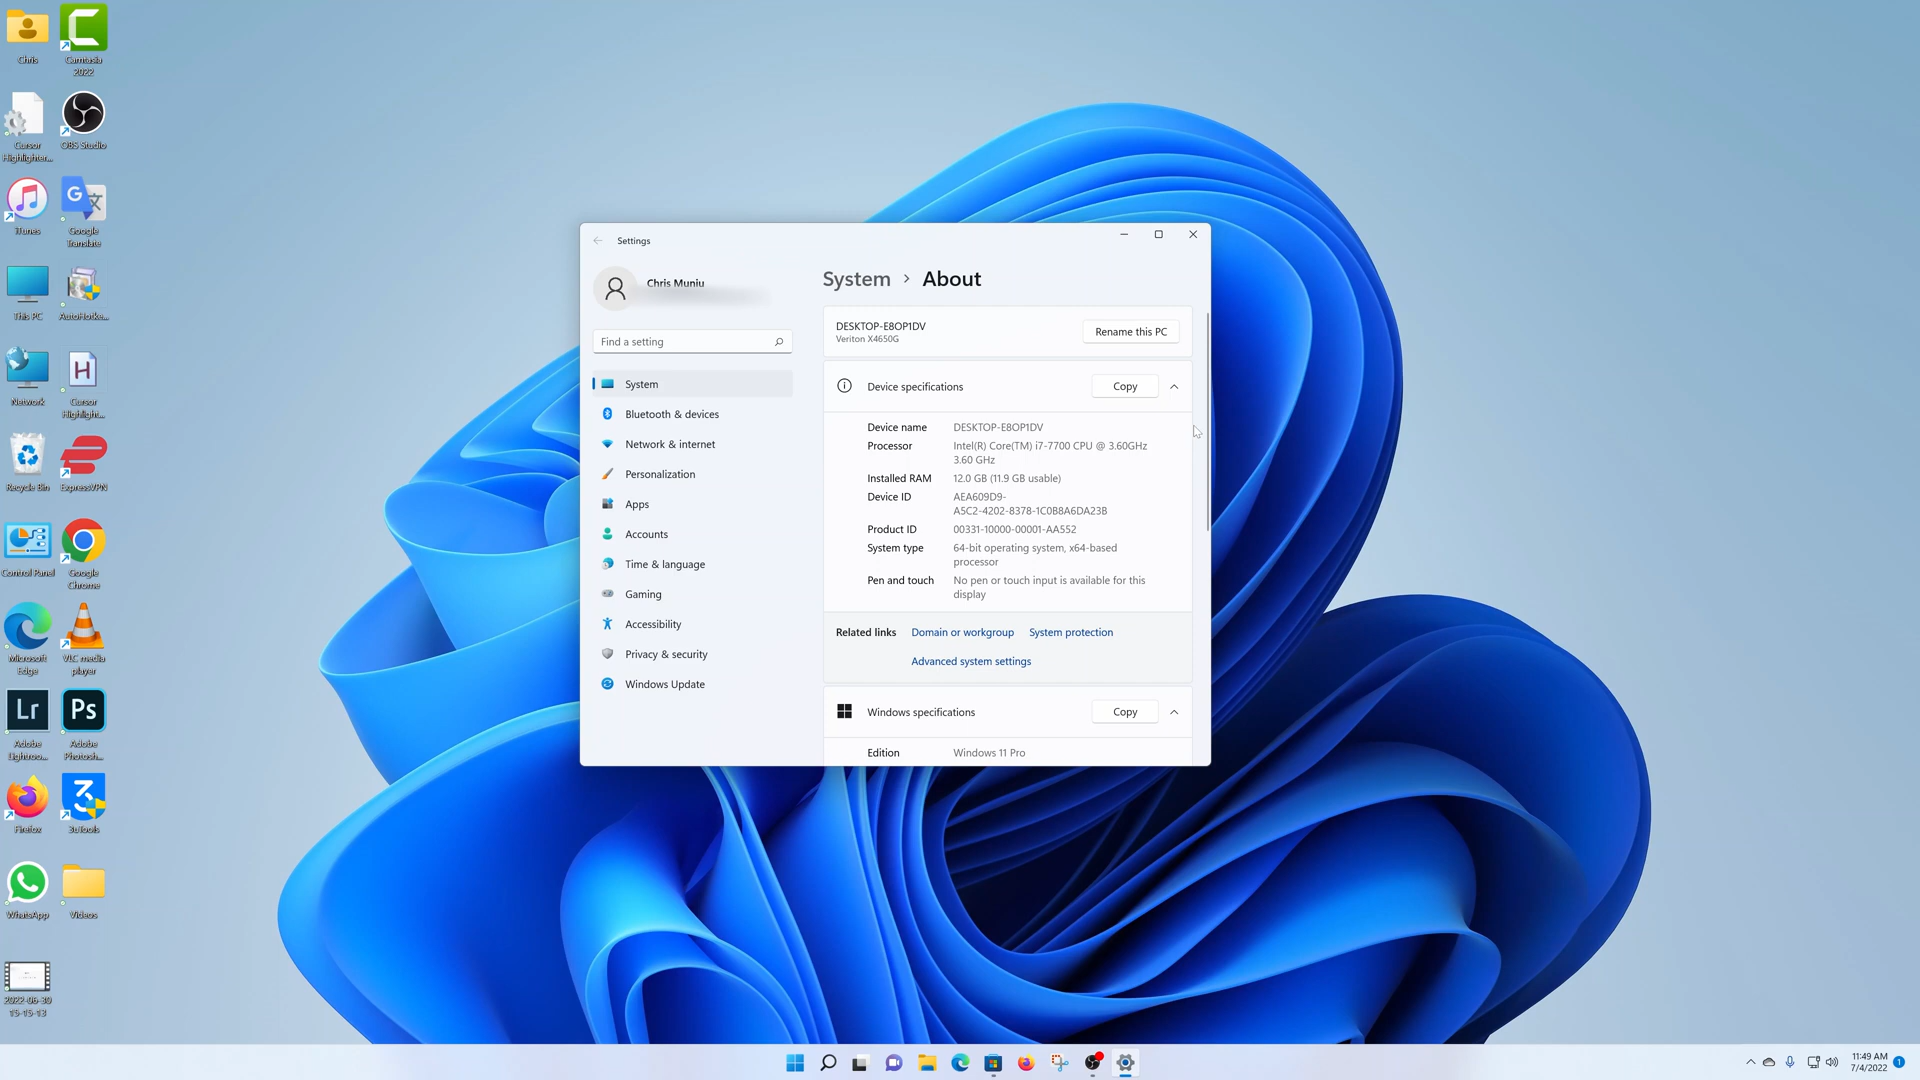 Chris
Camtasia
2022
Cursor
Highlighter...
OBS Studio
iTunes
Google
Translate
This PC
AutoHotke...
Network
Cursor
Highlight...
Recycle Bin
ExpressVPN
Control Panel
Google
Chrome
Microsoft
Edge
VLC media
player
Lr
Ps
Adobe
Lightroo...
Adobe
Photosh...
Firefox
3uTools
WhatsApp
Videos
2022-06-30
15-15-13
Settings
Chris Muniu
Find a setting
System
Bluetooth & devices
Network & internet
Personalization
Apps
Accounts
Time & language
Gaming
Accessibility
Privacy & security
Windows Update
System > About
DESKTOP-E8OP1DV
Veriton X4650G
Rename this PC
Device specifications
Copy
Device name DESKTOP-E8OP1DV
Processor Intel(R) Core(TM) i7-7700 CPU @ 3.60GHz
3.60 GHz
Installed RAM 12.0 GB (11.9 GB usable)
Device ID AEA609D9-
A5C2-4202-8378-1C0B8A6DA23B
Product ID 00331-10000-00001-AA552
System type 64-bit operating system, x64-based
processor
Pen and touch No pen or touch input is available for this
display
Related links Domain or workgroup System protection
Advanced system settings
Windows specifications
Copy
Edition Windows 11 Pro
11:49 AM
7/4/2022
1